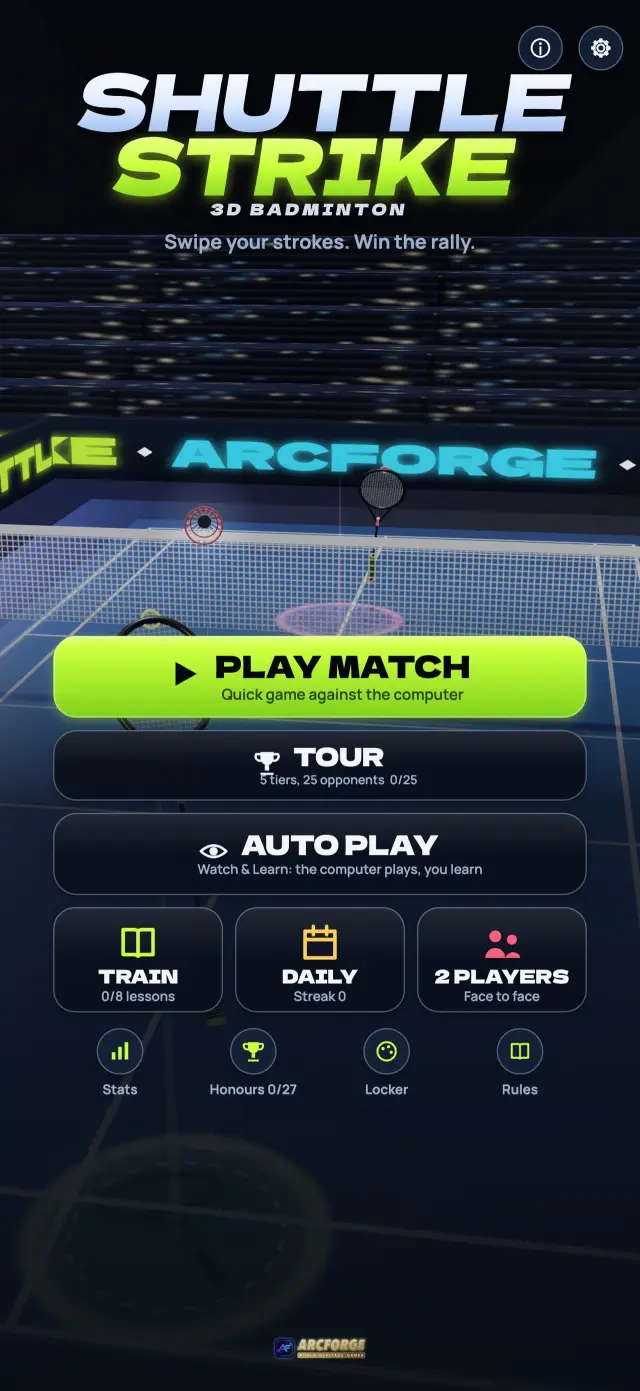 SHUTTLE
STRIKE
3D BADMINTON
Swipe your strokes. Win the rally.
TTLKE ARCFORGE
PLAY MATCH
Quick game against the computer
TOUR
5 tiers, 25 opponents 0/25
AUTO PLAY
Watch & Learn: the computer plays, you learn
TRAIN
0/8 lessons
DAILY
Streak 0
2 PLAYERS
Face to face
Stats
Honours 0/27
Locker
Rules
AF ARCFORGE